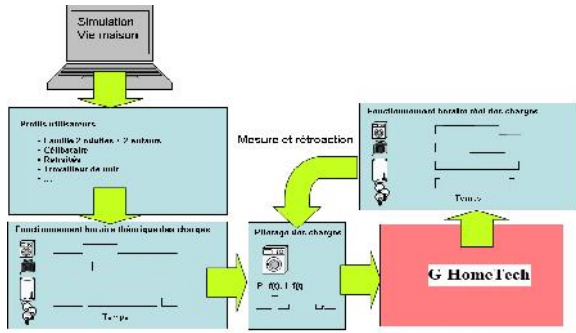 Simulation
Vie maison
Profils utilisateurs
- Famille 2 adultes + 2 enfants
- Célibataire
- Retraités
- Travailleur de nuit
- ...
Fonctionnement horaire théorique des charges
Temps
Mesure et rétroaction
Pilotage des charges
P=f(t), I=f(t)
Fonctionnement horaire réel des charges
Temps
G-HomeTech